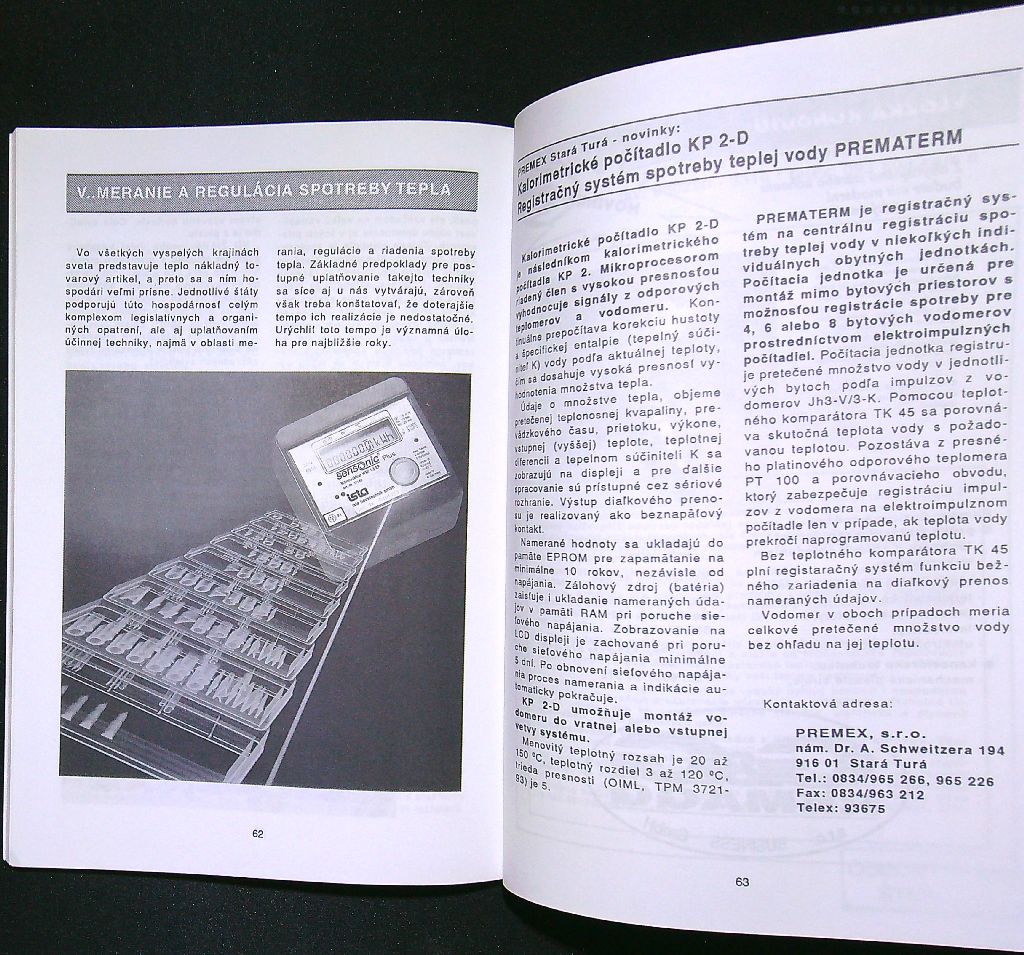 V..MERANIE A REGULÁCIA SPOTREBY TEPLA
Vo všetkých vyspelých krajinách
sveta predstavuje teplo nákladný to-
varový artikel, a preto sa s ním ho-
spodári veľmi prísne. Jednotlivé štáty
podporujú túto hospodárnosť celým
komplexom legislatívnych a organi-
ných opatrení, ale aj uplatňovaním
účinnej techniky, najmä v oblasti me-
rania, regulácie a riadenia spotreby
tepla. Základné predpoklady pre pos-
tupné uplatňovanie takejto techniky
sa síce aj u nás vytvárajú, zároveň
však treba konštatovať, že doterajšie
tempo ich realizácie je nedostatočné.
Urýchliť toto tempo je významná úlo-
ha pre najbližšie roky.
kWh
sensonic Plus
ista
62
PREMEX Stará Turá - novinky:
Kalorimetrické počítadlo KP 2-D
Registračný systém spotreby teplej vody PREMATERM
Kalorimetrické počítadlo KP 2-D
je následníkom kalorimetrického
počítadla KP 2. Mikroprocesorom
riadený člen s vysokou presnosťou
vyhodnocuje signály z odporových
teplomerov a vodomeru. Kon-
tinuálne prepočítava korekciu hustoty
a špecifickej entalpie (tepelný súči-
niteľ K) vody podľa aktuálnej teploty,
čím sa dosahuje vysoká presnosť vy-
hodnotenia množstva tepla.
Údaje o množstve tepla, objeme
pretečenej teplonosnej kvapaliny, pre-
vádzkového času, prietoku, výkone,
vstupnej (vyššej) teplote, teplotnej
diferencii a tepelnom súčiniteli K sa
zobrazujú na displeji a pre ďalšie
spracovanie sú prístupné cez sériové
rozhranie. Výstup diaľkového preno-
su je realizovaný ako beznapäťový
kontakt.
Namerané hodnoty sa ukladajú do
pamäte EPROM pre zapamätanie na
minimálne 10 rokov, nezávisle od
napájania. Záložný zdroj (batéria)
zaisťuje i ukladanie nameraných úda-
jov v pamäti RAM pri poruche sie-
ťového napájania. Zobrazovanie na
LCD displeji je zachované pri poru-
che sieťového napájania minimálne
5 dní. Po obnovení sieťového napája-
nia proces namerania a indikácie au-
tomaticky pokračuje.
KP 2-D umožňuje montáž vo-
domeru do vratnej alebo vstupnej
vetvy systému.
Menovitý teplotný rozsah je 20 až
150 °C, teplotný rozdiel 3 až 120 °C,
trieda presnosti (OIML, TPM 3721-
93) je 5.
PREMATERM je registračný sys-
tém na centrálnu registráciu spo-
treby teplej vody v niekoľkých indi-
viduálnych obytných jednotkách.
Počítacia jednotka je určená pre
montáž mimo bytových priestorov s
možnosťou registrácie spotreby pre
4, 6 alebo 8 bytových vodomerov
prostredníctvom elektroimpulzných
počítadiel. Počítacia jednotka registru-
je pretečené množstvo vody v jednotli-
vých bytoch podľa impulzov z vo-
domerov Jh3-V/3-K. Pomocou teplot-
ného komparátora TK 45 sa porovná-
va skutočná teplota vody s požado-
vanou teplotou. Pozostáva z presné-
ho platinového odporového teplomera
PT 100 a porovnávacieho obvodu,
ktorý zabezpečuje registráciu impul-
zov z vodomera na elektroimpulznom
počítadle len v prípade, ak teplota vody
prekročí naprogramovanú teplotu.
Bez teplotného komparátora TK 45
plní registaračný systém funkciu bež-
ného zariadenia na diaľkový prenos
nameraných údajov.
Vodomer v oboch prípadoch meria
celkové pretečené množstvo vody
bez ohľadu na jej teplotu.
Kontaktová adresa:
PREMEX, s.r.o.
nám. Dr. A. Schweitzera 194
916 01 Stará Turá
Tel.: 0834/965 266, 965 226
Fax: 0834/963 212
Telex: 93675
63